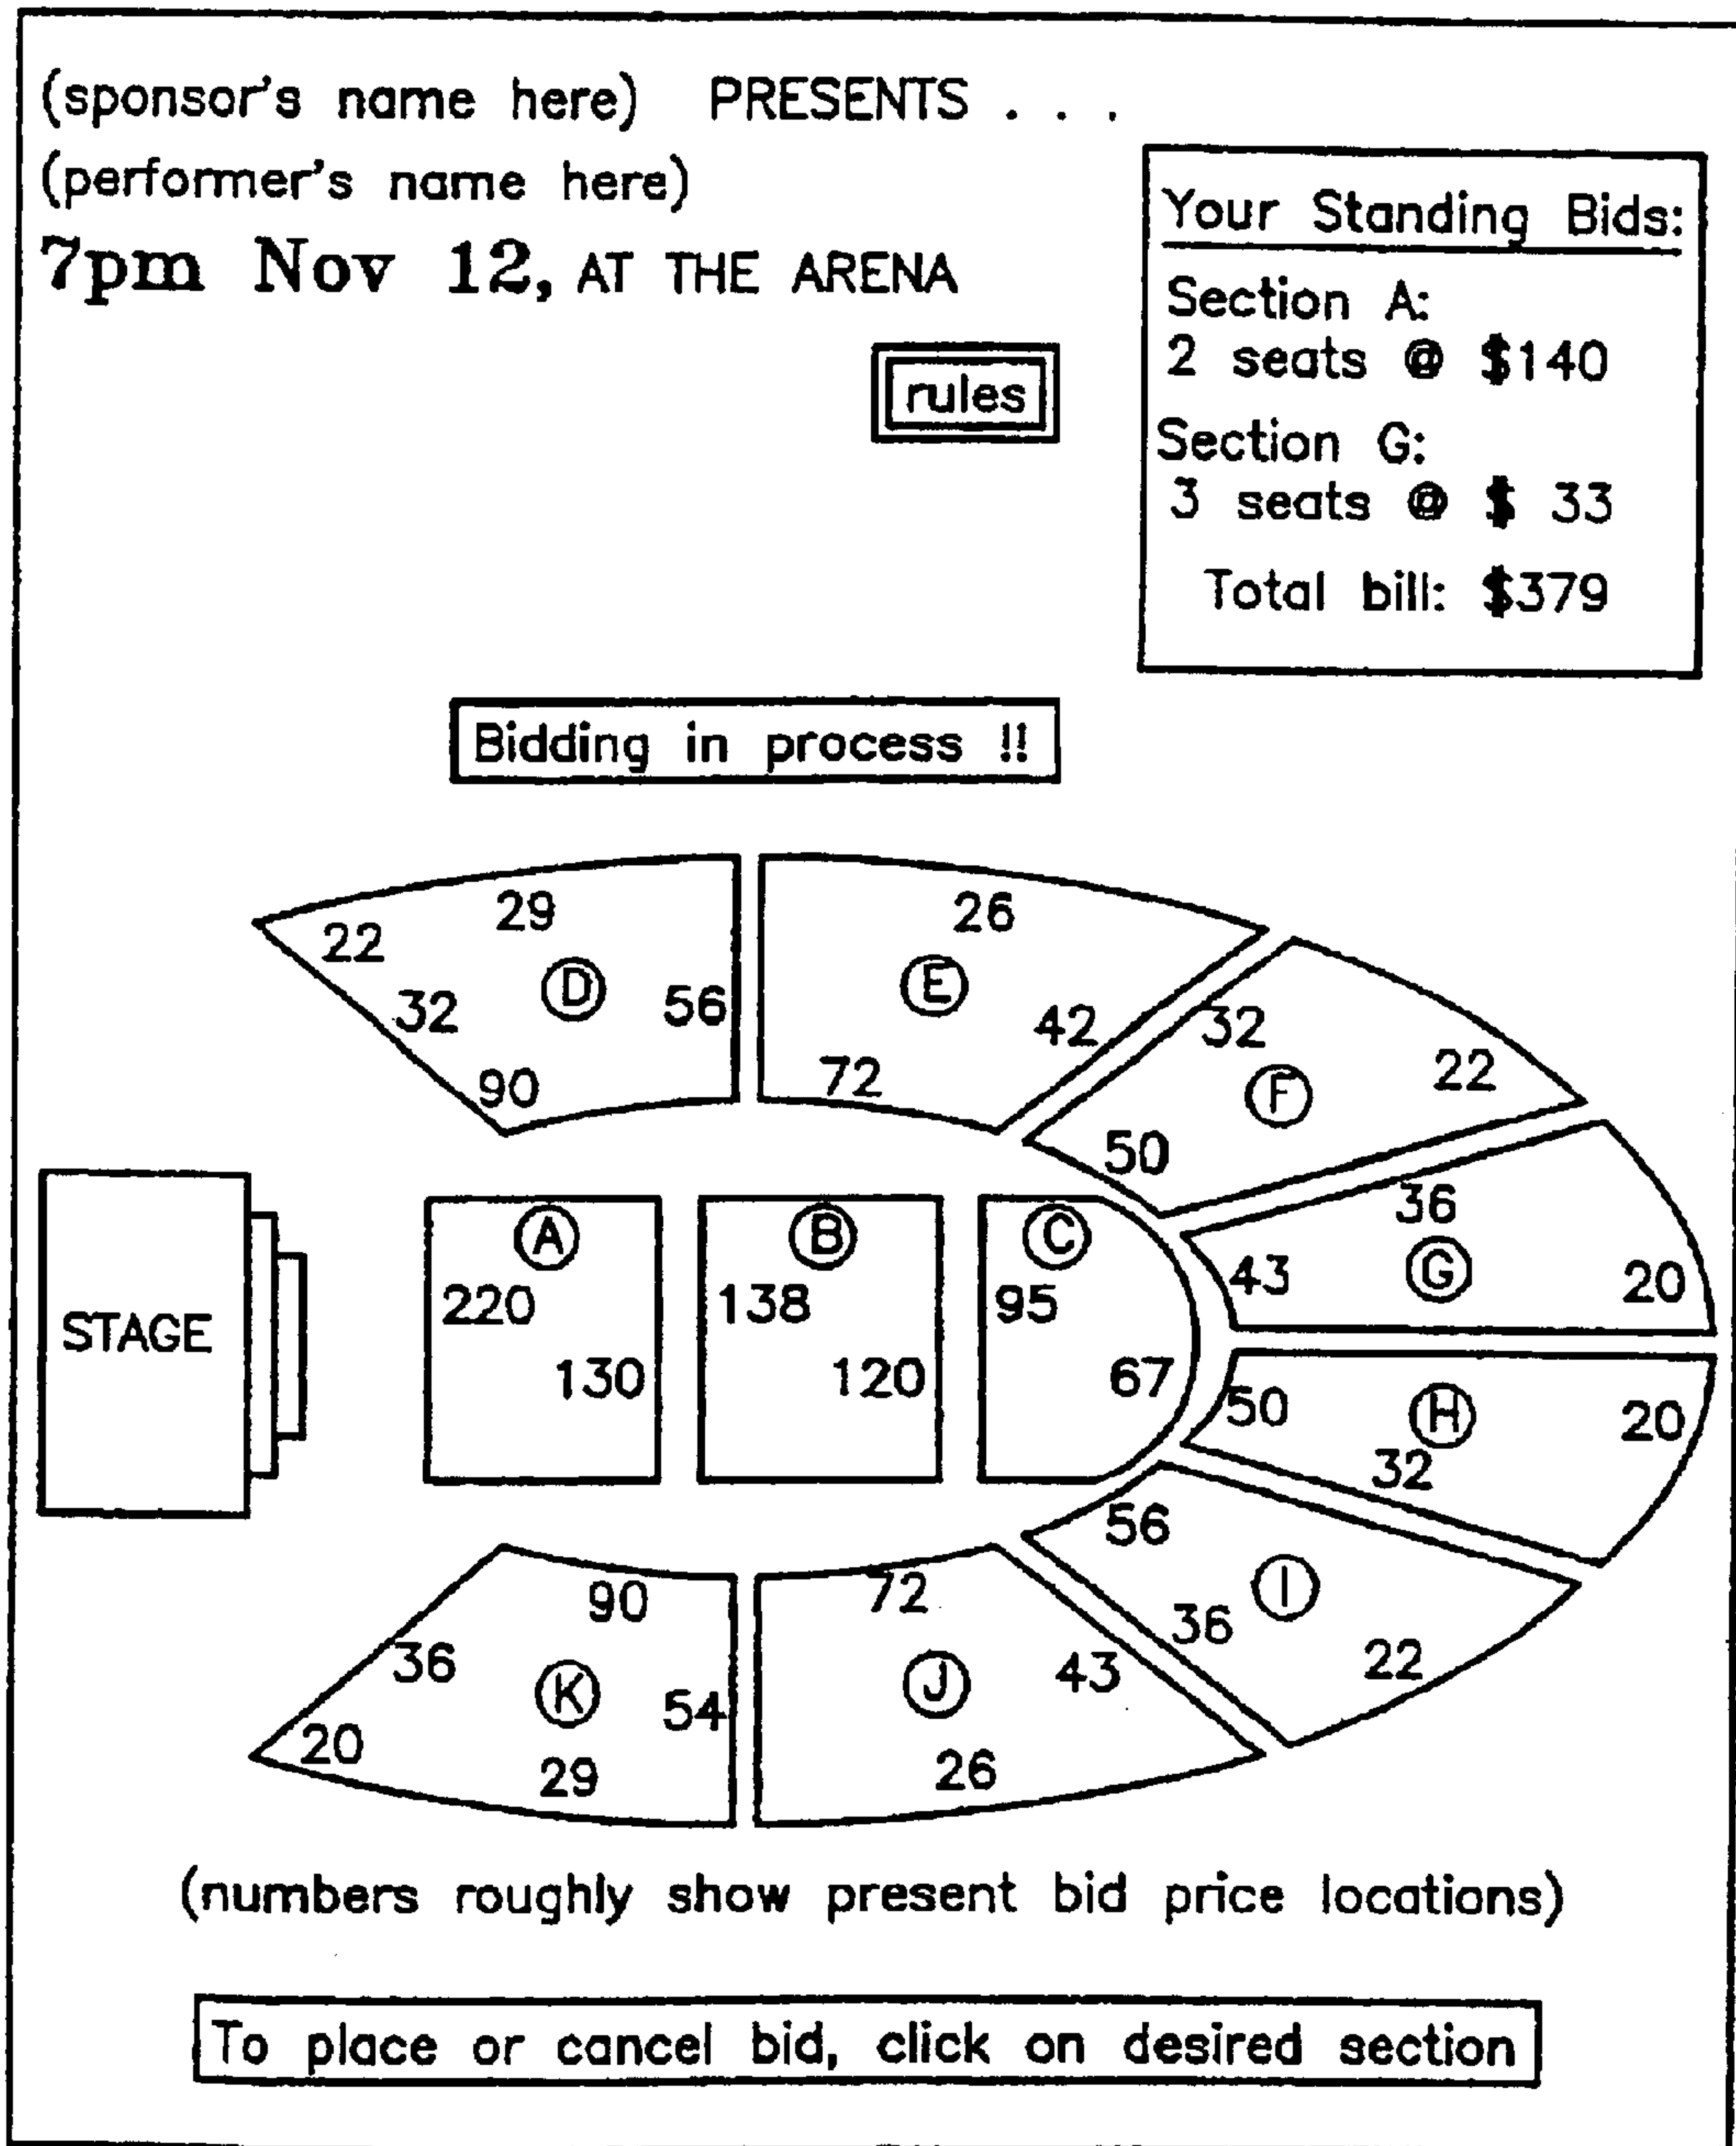 (sponsor's name here) PRESENTS . . .
(performer's name here)
7pm Nov 12, AT THE ARENA
rules
Your Standing Bids:
Section A:
2 seats @ $140
Section G:
3 seats @ $ 33
Total bill: $379
Bidding in process !!
29
22
D
32
56
90
26
E
42
72
32
22
F
50
36
43
G
20
STAGE
A
220
130
B
138
120
C
95
67
50
H
20
32
56
I
36
22
90
36
K
54
20
29
72
J
43
26
(numbers roughly show present bid price locations)
To place or cancel bid, click on desired section